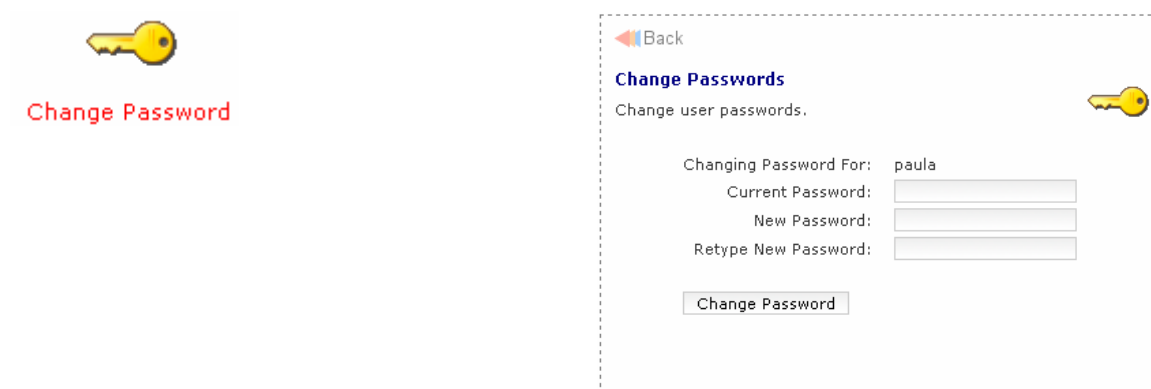 Change Password
Back
Change Passwords
Change user passwords.
Changing Password For: paula
Current Password:
New Password:
Retype New Password:
Change Password